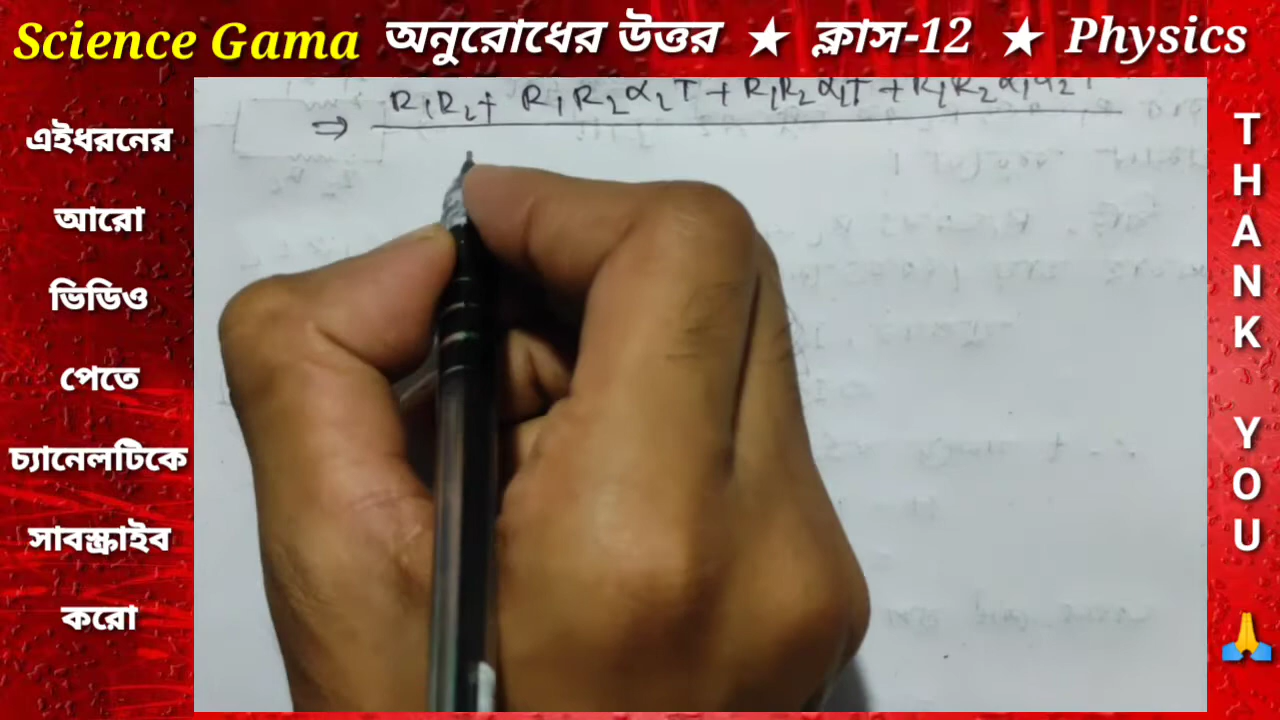 Science Gama অনুরোধের উত্তর ★ ক্লাস-12 ★ Physics
এইধরনের
আরো
ভিডিও
পেতে
চ্যানেলটিকে
সাবস্ক্রাইব
করো
⇒ R₁R₂ + R₁R₂α₂T + R₁R₂α₁T + R₁R₂α₁α₂
THANK YOU